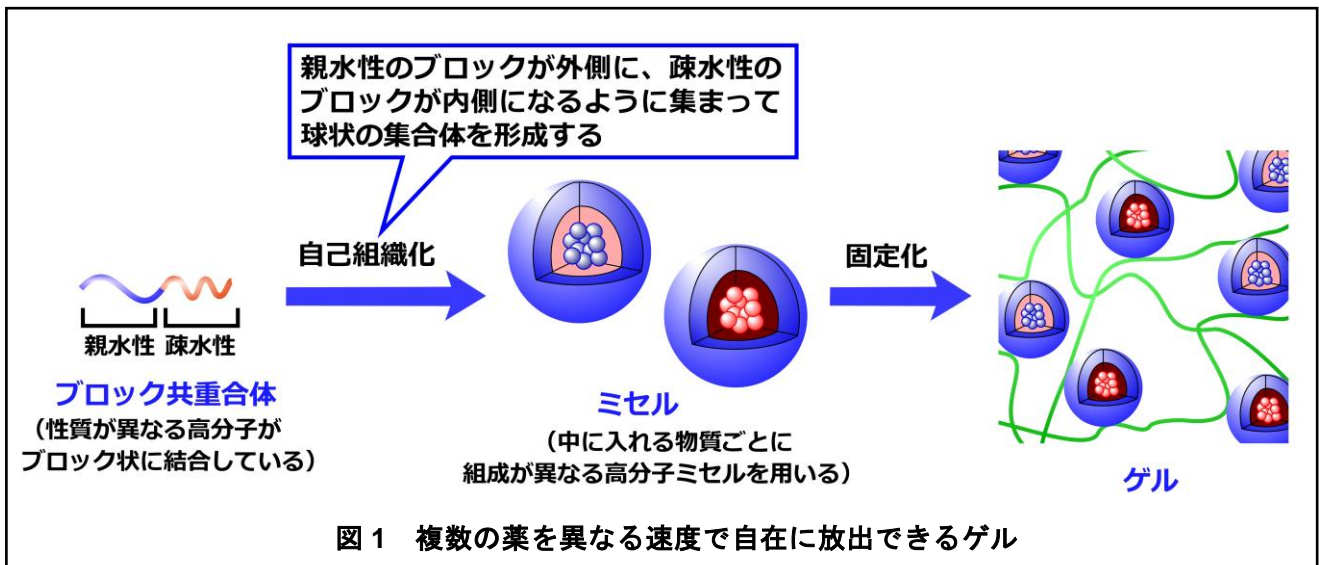 親水性のブロックが外側に、疎水性の
ブロックが内側になるように集まって
球状の集合体を形成する
自己組織化
固定化
親水性 疎水性
ブロック共重合体
（性質が異なる高分子が
ブロック状に結合している）
ミセル
（中に入れる物質ごとに
組成が異なる高分子ミセルを用いる）
ゲル
図1 複数の薬を異なる速度で自在に放出できるゲル